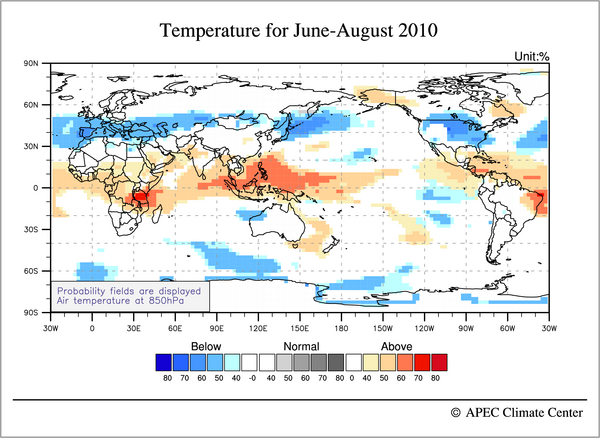 Temperature for June-August 2010
Unit:%
90N
60N
30N
0
30S
60S
90S
Probability fields are displayed
Air temperature at 850hPa
30W 0 30E 60E 90E 120E 150E 180 150W 120W 90W 60W 30W
Below Normal Above
80 70 60 50 40 -0 40 50 60 70 80 0 40 50 60 70 80
© APEC Climate Center